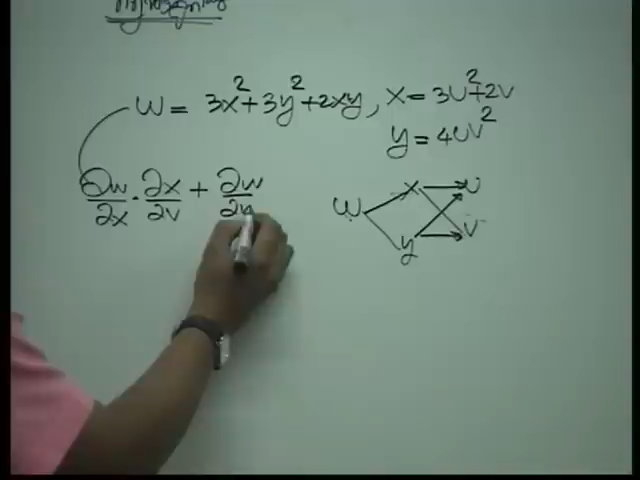 w = 3x²+3y²+2xy, x = 3u²+2v
y = 4uv²
∂w/∂x · ∂x/∂v + ∂w/∂y
x u
w
y v